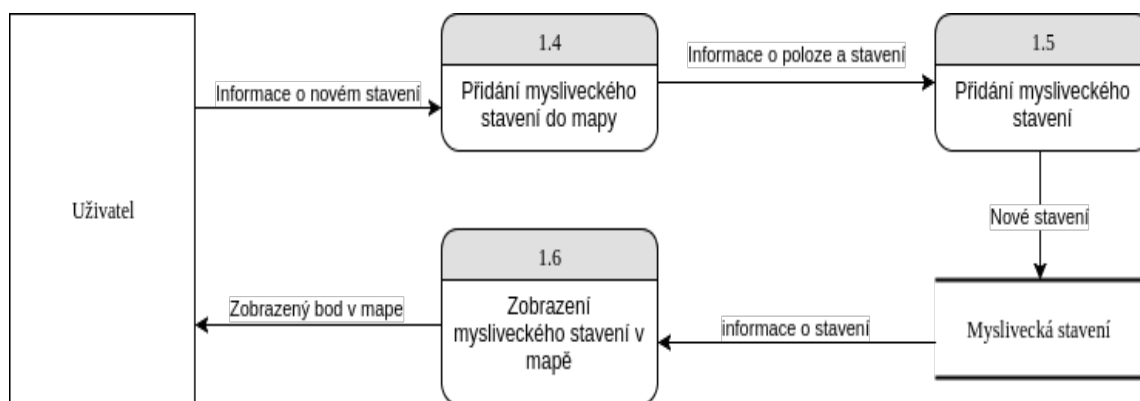 1.4
1.5
Informace o poloze a stavení
Informace o novém stavení
Přidání mysliveckého
stavení do mapy
Přidání mysliveckého
stavení
Uživatel
Nové stavení
1.6
Zobrazený bod v mape
Zobrazení
mysliveckého stavení v
mapě
informace o stavení
Myslivecká stavení